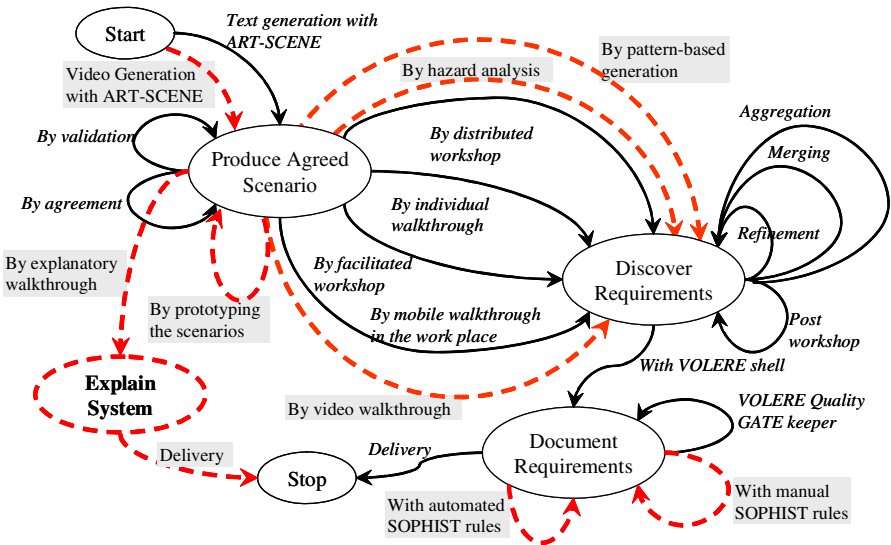 Text generation with
ART-SCENE
Start
Video Generation
with ART-SCENE
By hazard analysis
By pattern-based
generation
By validation
By agreement
Produce Agreed
Scenario
By distributed
workshop
Aggregation
Merging
Refinement
By individual
walkthrough
By explanatory
walkthrough
By facilitated
workshop
Discover
Requirements
By prototyping
the scenarios
By mobile walkthrough
in the work place
Post
workshop
With VOLERE shell
Explain
System
By video walkthrough
VOLERE Quality
GATE keeper
Delivery
Delivery
Document
Requirements
Stop
With automated
SOPHIST rules
With manual
SOPHIST rules